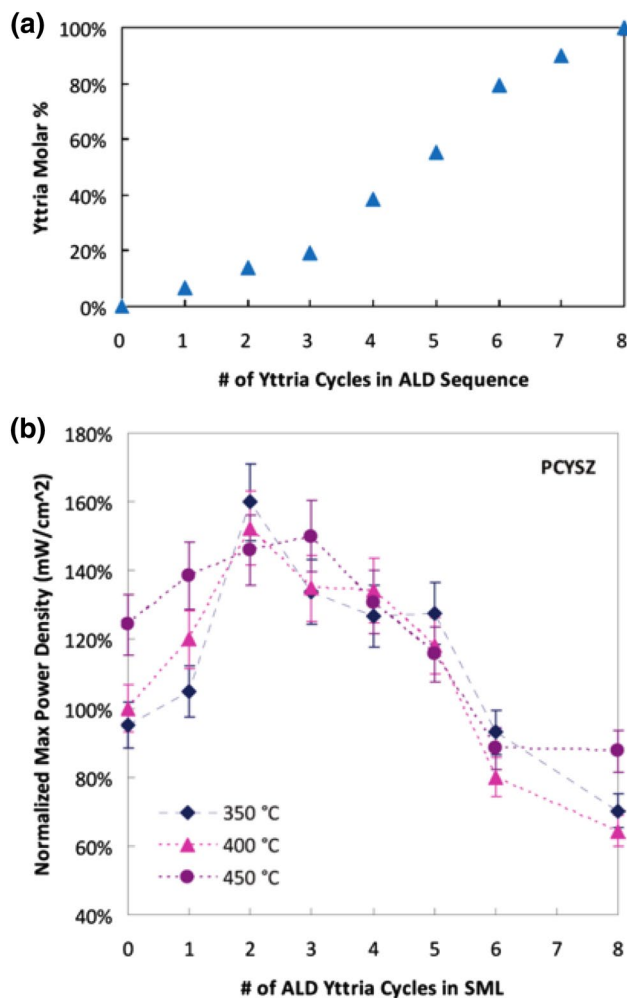 (a)
100%
80%
60%
40%
20%
0%
Yttria Molar %
0 1 2 3 4 5 6 7 8
# of Yttria Cycles in ALD Sequence
(b)
180%
160%
140%
120%
100%
80%
60%
40%
Normalized Max Power Density (mW/cm^2)
PCYSZ
350 °C
400 °C
450 °C
0 1 2 3 4 5 6 7 8
# of ALD Yttria Cycles in SML